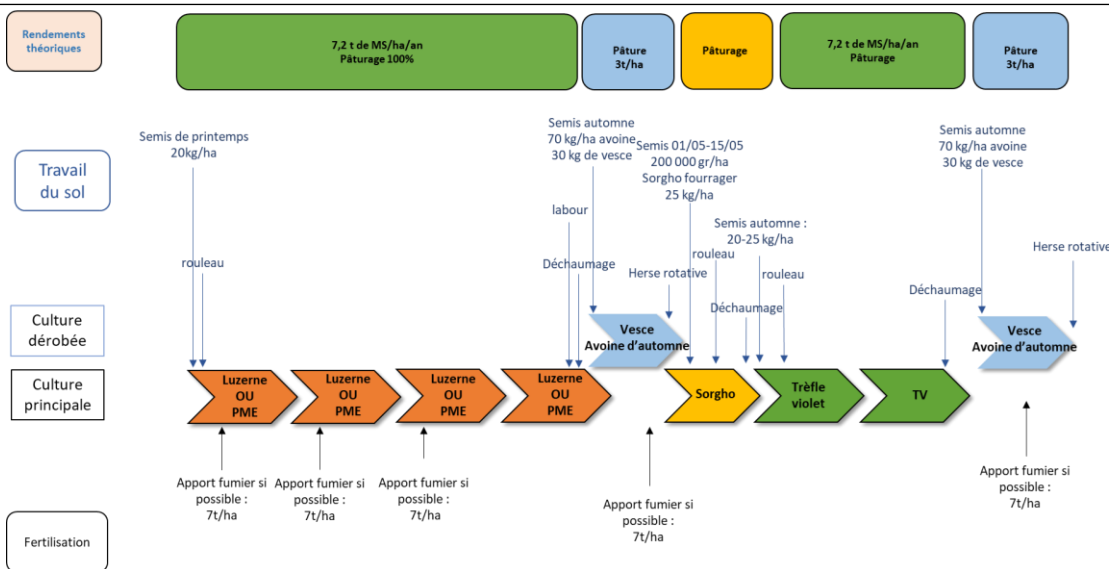 Rendements
théoriques
7,2 t de MS/ha/an
Pâturage 100%
Pâture
3t/ha
Pâturage
7,2 t de MS/ha/an
Pâturage
Pâture
3t/ha
Travail
du sol
Semis de printemps
20kg/ha
rouleau
Semis automne
70 kg/ha avoine
30 kg de vesce
labour
Déchaumage
Semis 01/05-15/05
200 000 gr/ha
Sorgho fourrager
25 kg/ha
Herse rotative
rouleau
Déchaumage
Semis automne :
20-25 kg/ha
rouleau
Déchaumage
Semis automne
70 kg/ha avoine
30 kg de vesce
Herse rotative
Culture
dérobée
Vesce
Avoine d’automne
Vesce
Avoine d’automne
Culture
principale
Luzerne
OU
PME
Luzerne
OU
PME
Luzerne
OU
PME
Luzerne
OU
PME
Sorgho
Trèfle
violet
TV
Fertilisation
Apport fumier si
possible :
7t/ha
Apport fumier si
possible :
7t/ha
Apport fumier si
possible :
7t/ha
Apport fumier si
possible :
7t/ha
Apport fumier si
possible :
7t/ha